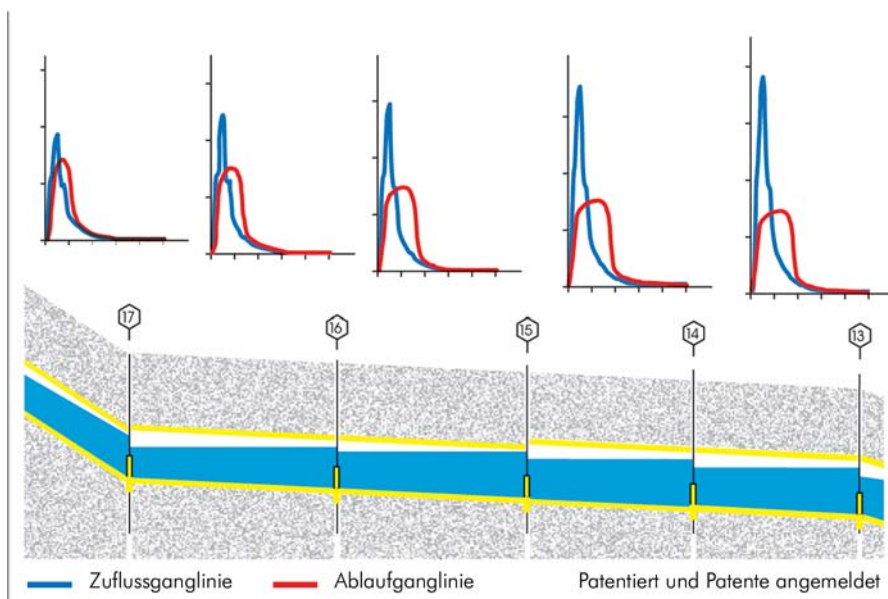 17
16
15
14
13
Zuflussganglinie
Ablaufganglinie
Patentiert und Patente angemeldet